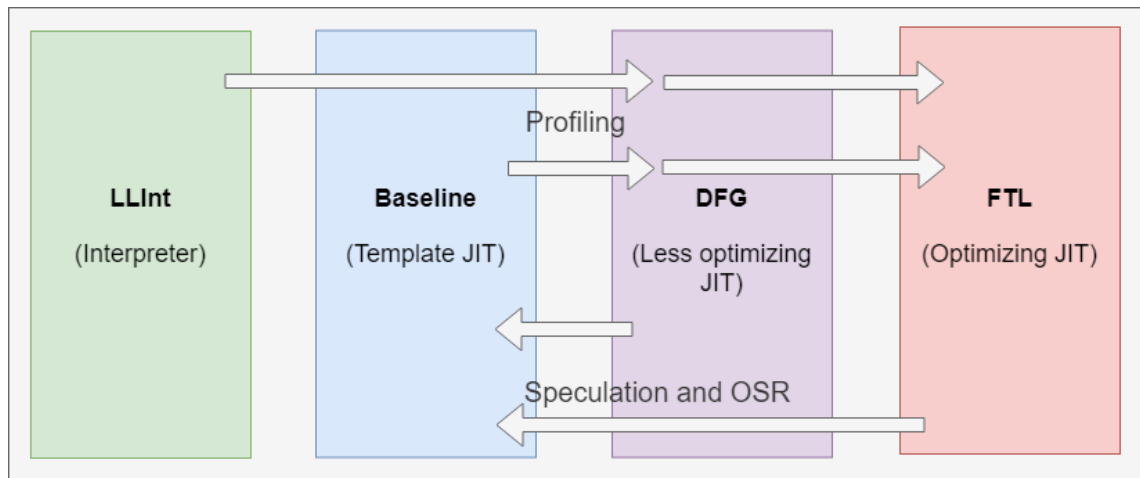 Profiling
LLInt
(Interpreter)
Baseline
(Template JIT)
DFG
(Less optimizing
JIT)
FTL
(Optimizing JIT)
Speculation and OSR